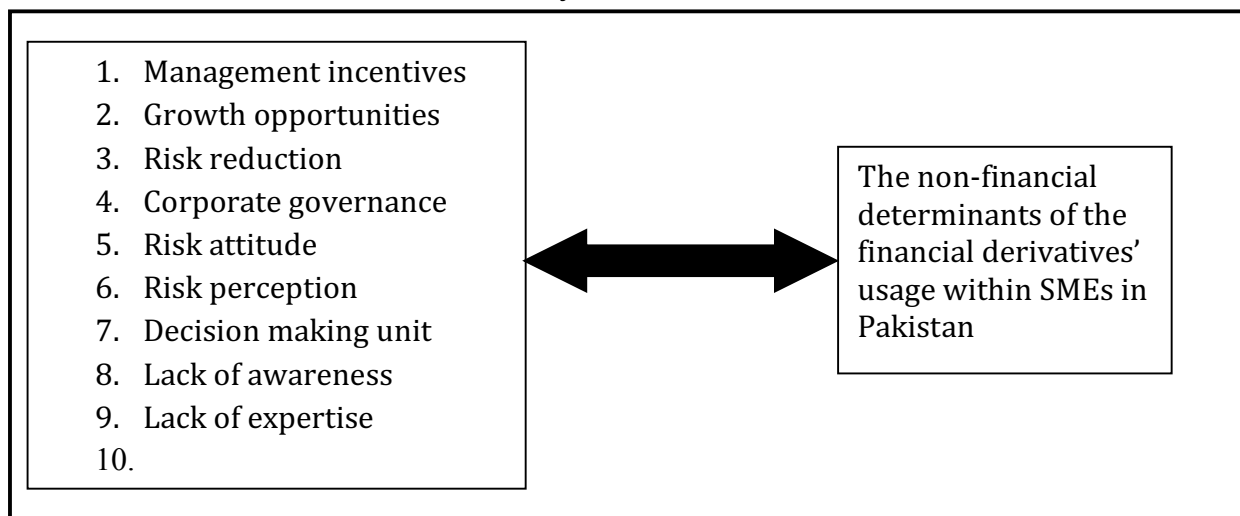 1. Management incentives
2. Growth opportunities
3. Risk reduction
4. Corporate governance
5. Risk attitude
6. Risk perception
7. Decision making unit
8. Lack of awareness
9. Lack of expertise
10.
The non-financial
determinants of the
financial derivatives’
usage within SMEs in
Pakistan